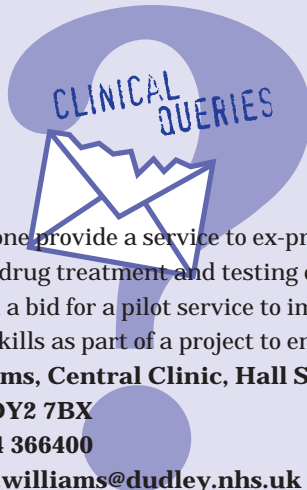 CLINICAL
QUERIES
one provide a service to ex-pr
drug treatment and testing
a bid for a pilot service to im
kills as part of a project to en
ms, Central Clinic, Hall S
DY2 7BX
4 366400
.williams@dudley.nhs.uk